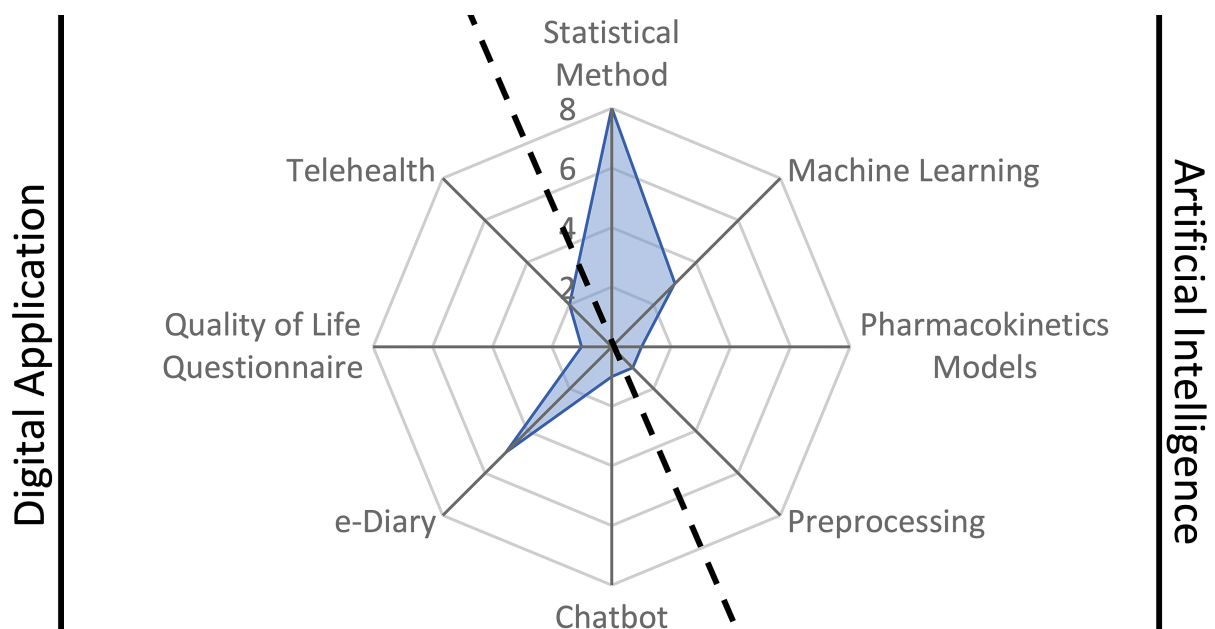 Statistical
Method
8
6
4
2
Telehealth
Machine Learning
Quality of Life
Questionnaire
Pharmacokinetics
Models
e-Diary
Preprocessing
Chatbot
Digital Application
Artificial Intelligence